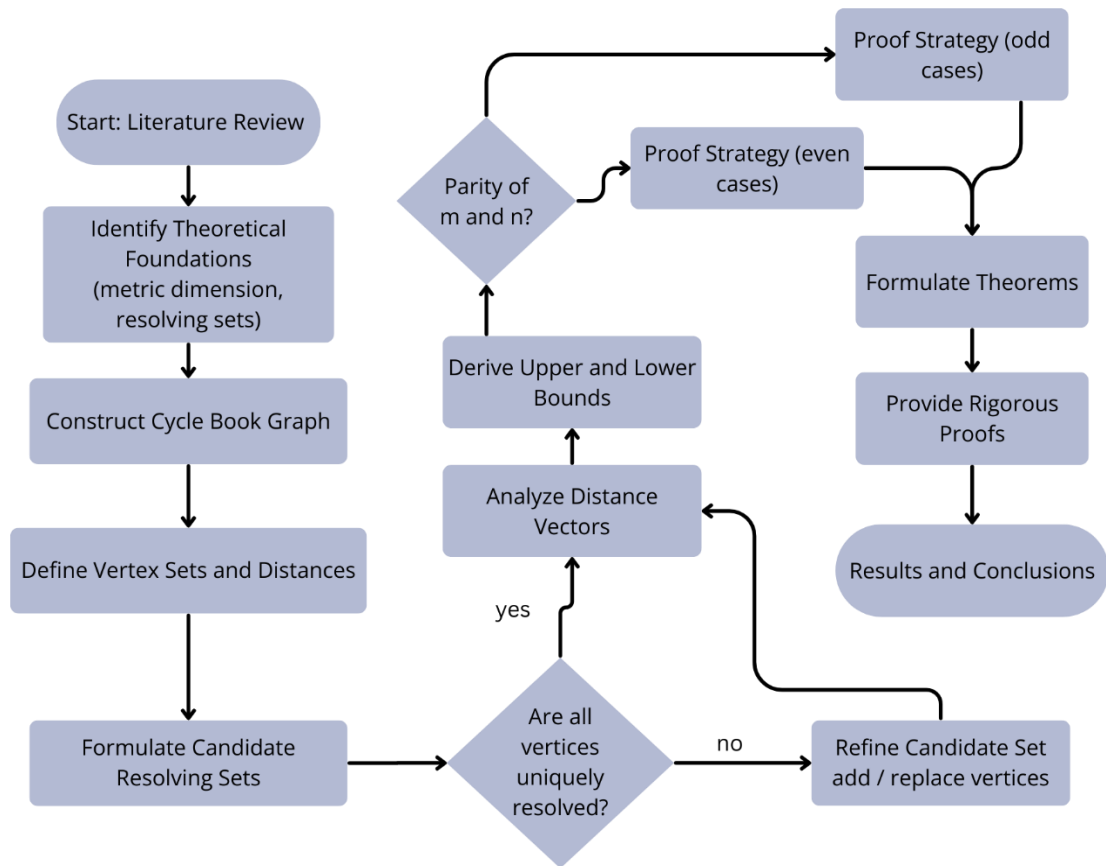 Start: Literature Review
Identify Theoretical
Foundations
(metric dimension,
resolving sets)
Construct Cycle Book Graph
Define Vertex Sets and Distances
Formulate Candidate
Resolving Sets
Are all
vertices
uniquely
resolved?
yes
no
Refine Candidate Set
add / replace vertices
Analyze Distance
Vectors
Derive Upper and Lower
Bounds
Parity of
m and n?
Proof Strategy (odd
cases)
Proof Strategy (even
cases)
Formulate Theorems
Provide Rigorous
Proofs
Results and Conclusions